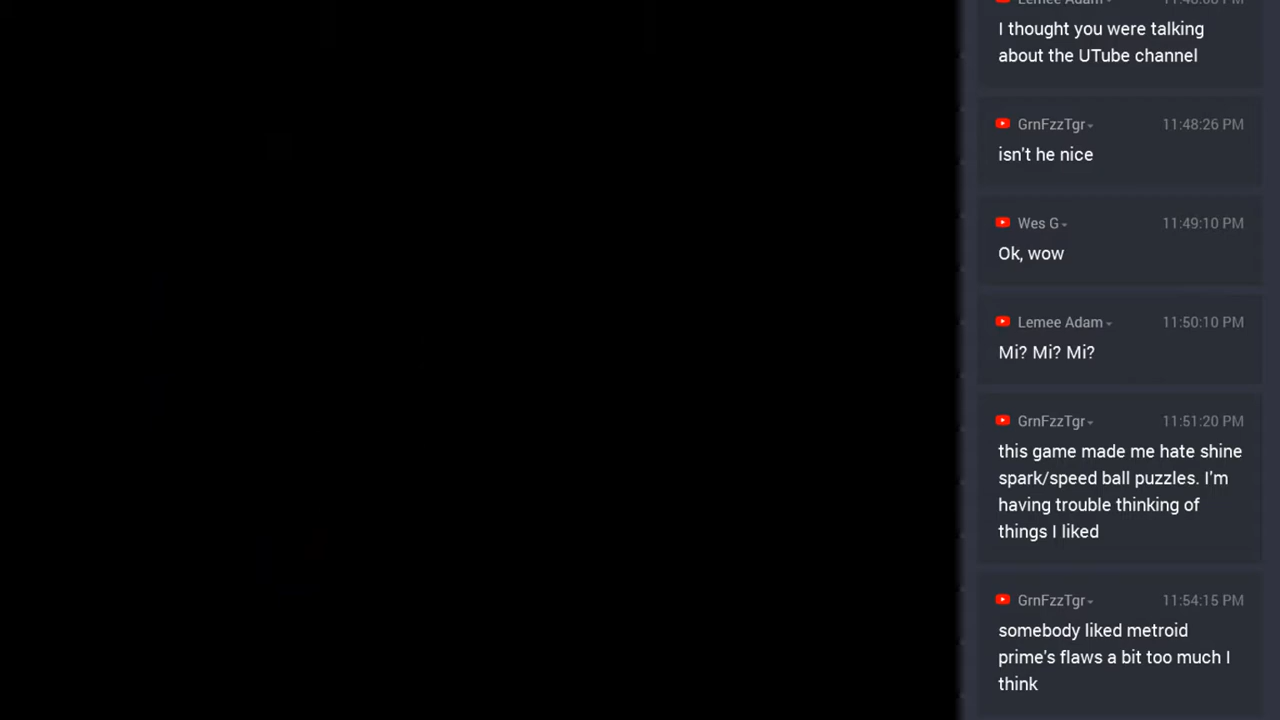 Lemee Adam
I thought you were talking
about the UTube channel
GrnFzzTgr 11:48:26 PM
isn't he nice
Wes G 11:49:10 PM
Ok, wow
Lemee Adam 11:50:10 PM
Mi? Mi? Mi?
GrnFzzTgr 11:51:20 PM
this game made me hate shine
spark/speed ball puzzles. I'm
having trouble thinking of
things I liked
GrnFzzTgr 11:54:15 PM
somebody liked metroid
prime's flaws a bit too much I
think